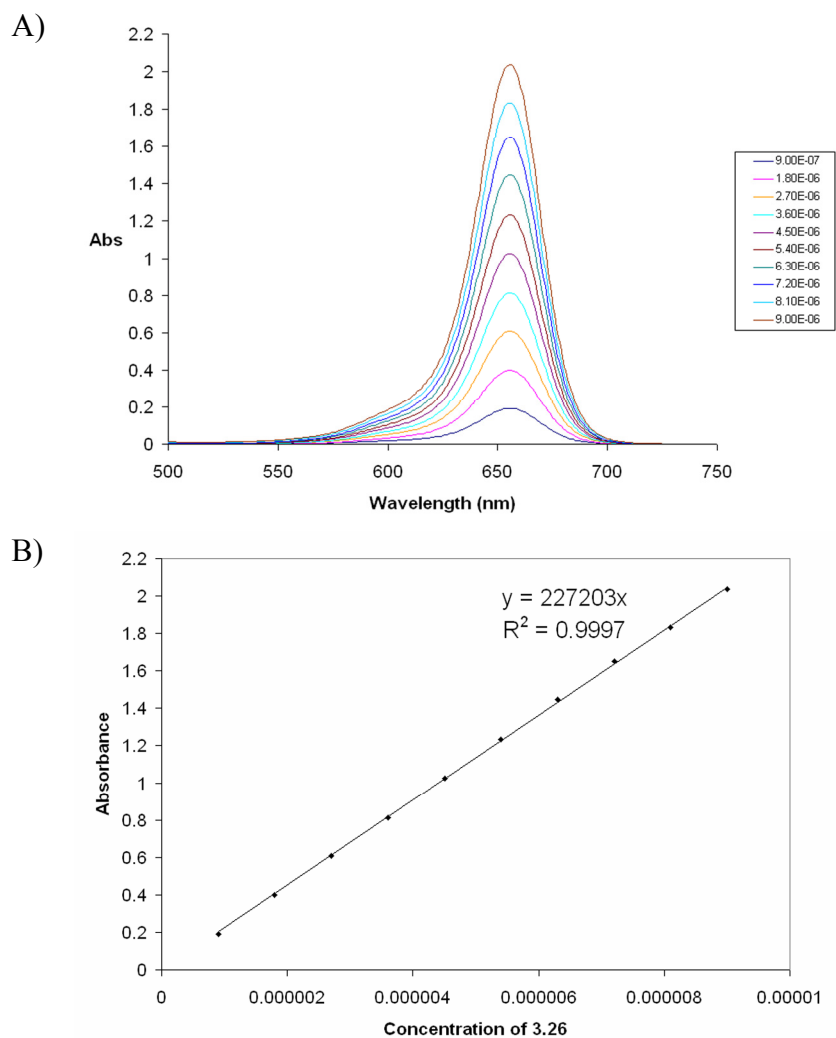 A)
2.2
2
1.8
1.6
1.4
1.2
1
0.8
0.6
0.4
0.2
0
Abs
500
550
600
650
700
750
Wavelength (nm)
9.00E-07
1.80E-06
2.70E-06
3.60E-06
4.50E-06
5.40E-06
6.30E-06
7.20E-06
8.10E-06
9.00E-06
B)
2.2
2
1.8
1.6
1.4
1.2
1
0.8
0.6
0.4
0.2
0
Absorbance
y = 227203x
R² = 0.9997
0
0.000002
0.000004
0.000006
0.000008
0.00001
Concentration of 3.26